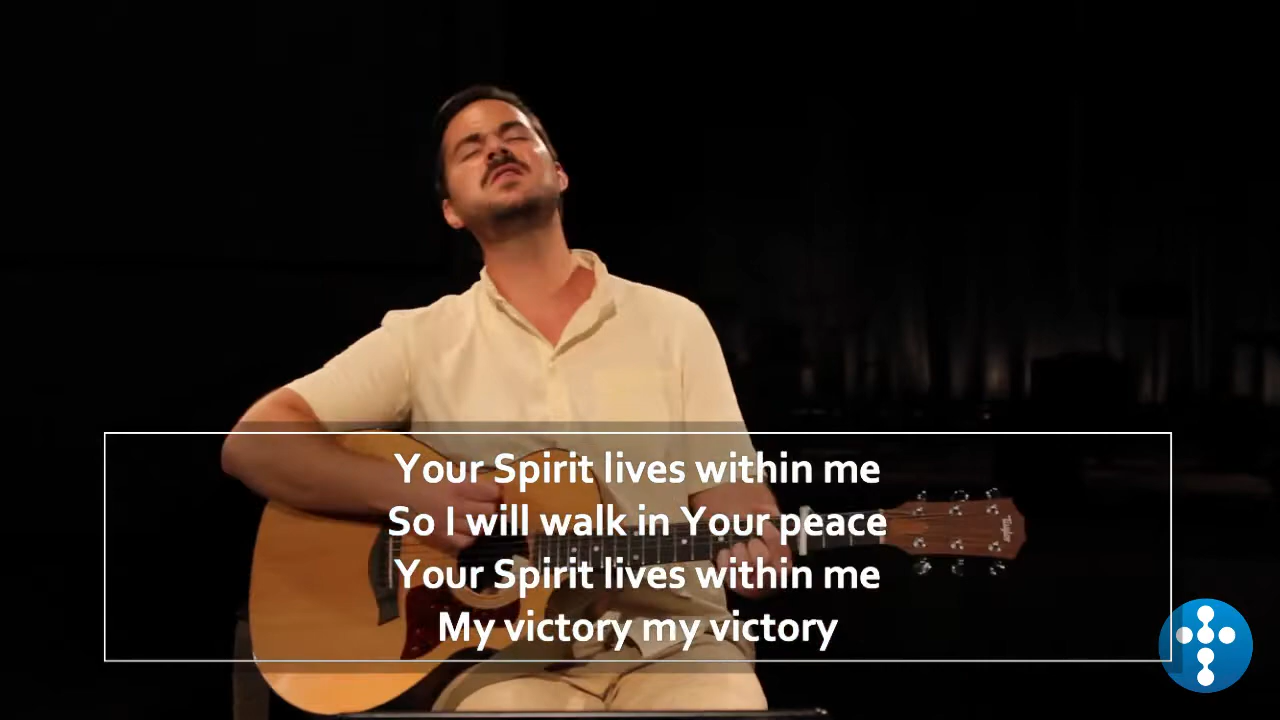 Your Spirit lives within me
So I will walk in Your peace
Your Spirit lives within me
My victory my victory
Taylor